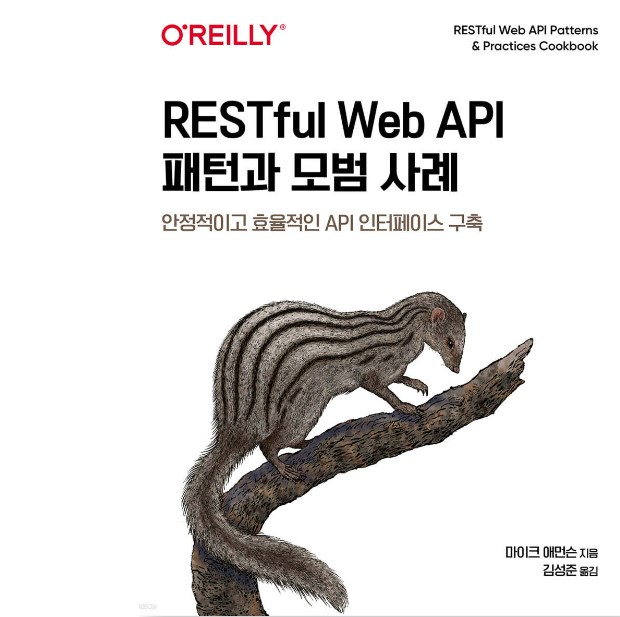 O'REILLY®
RESTful Web API Patterns
& Practices Cookbook
RESTful Web API
패턴과 모범 사례
안정적이고 효율적인 API 인터페이스 구축
마이크 애먼슨 지음
김성준 옮김